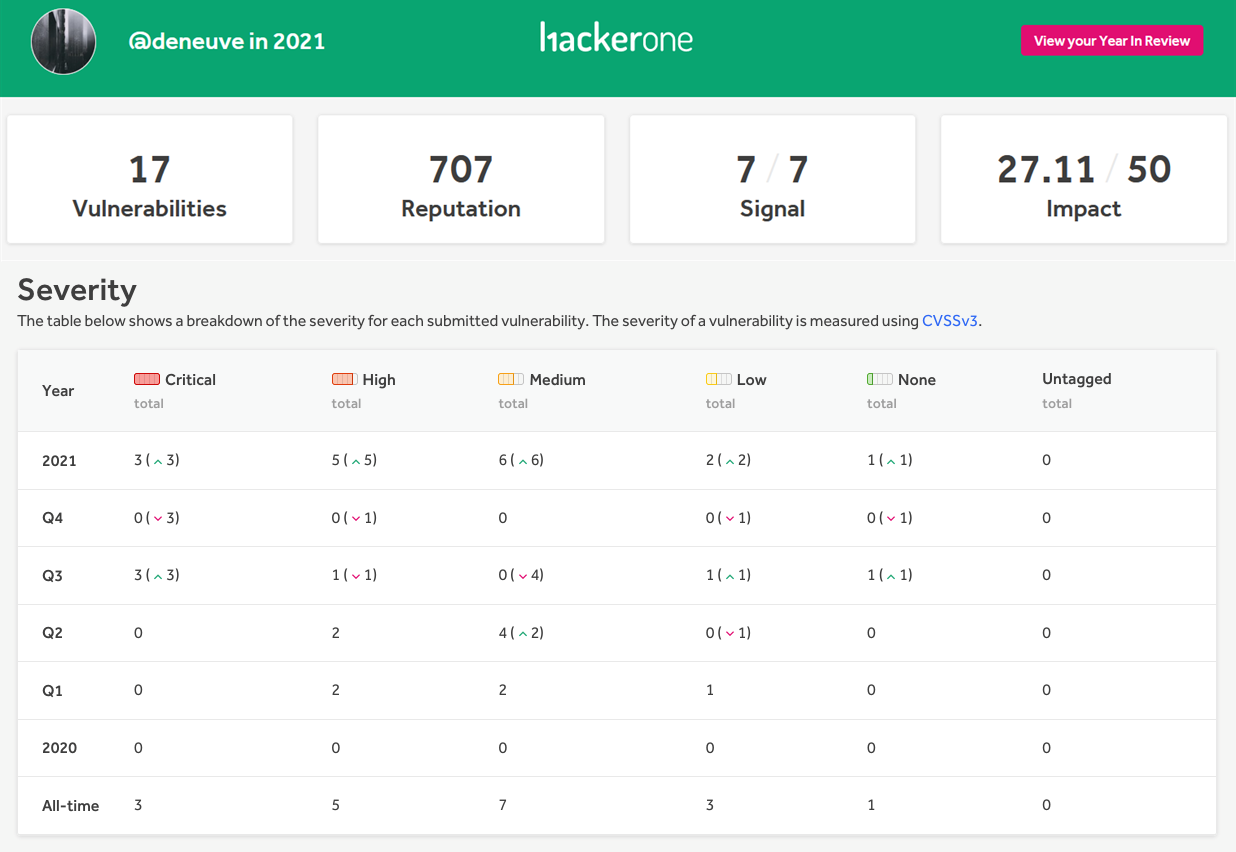 @deneuve in 2021
hackerone
View your Year In Review
17
Vulnerabilities
707
Reputation
7 / 7
Signal
27.11 / 50
Impact
Severity
The table below shows a breakdown of the severity for each submitted vulnerability. The severity of a vulnerability is measured using CVSSv3.
Year Critical total High total Medium total Low total None total Untagged total
2021 3 ( ^ 3) 5 ( ^ 5) 6 ( ^ 6) 2 ( ^ 2) 1 ( ^ 1) 0
Q4 0 ( ⌄ 3) 0 ( ⌄ 1) 0 0 ( ⌄ 1) 0 ( ⌄ 1) 0
Q3 3 ( ^ 3) 1 ( ⌄ 1) 0 ( ⌄ 4) 1 ( ^ 1) 1 ( ^ 1) 0
Q2 0 2 4 ( ^ 2) 0 ( ⌄ 1) 0 0
Q1 0 2 2 1 0 0
2020 0 0 0 0 0 0
All-time 3 5 7 3 1 0